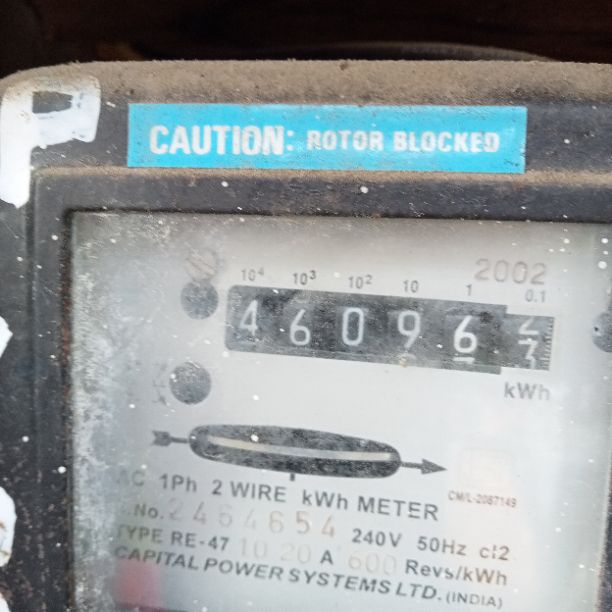 CAUTION: ROTOR BLOCKED
2002
10⁴ 10³ 10² 10 1 0.1
4 6 0 9 6
kWh
AC 1Ph 2 WIRE kWh METER
CM/L-2087149
S.No. 2464654 240V 50Hz cl2
TYPE RE-47 10 20 A 600 Revs/kWh
CAPITAL POWER SYSTEMS LTD. (INDIA)